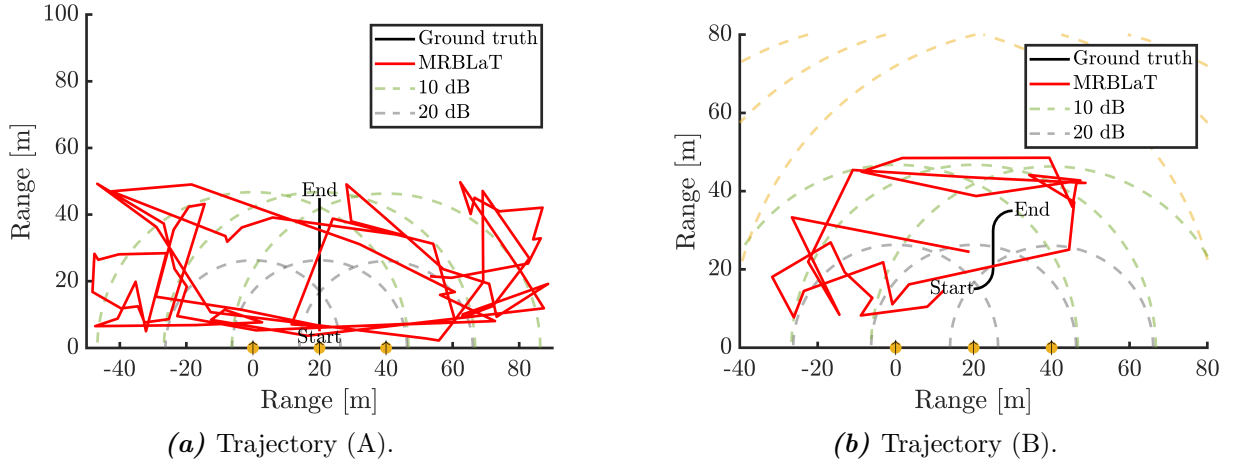 100
80
60
40
20
0
Range [m]
-40
-20
0
20
40
60
80
Range [m]
Ground truth
MRBLaT
10 dB
20 dB
End
Start
(a) Trajectory (A).
80
60
40
20
0
Range [m]
-40
-20
0
20
40
60
80
Range [m]
Ground truth
MRBLaT
10 dB
20 dB
End
Start
(b) Trajectory (B).